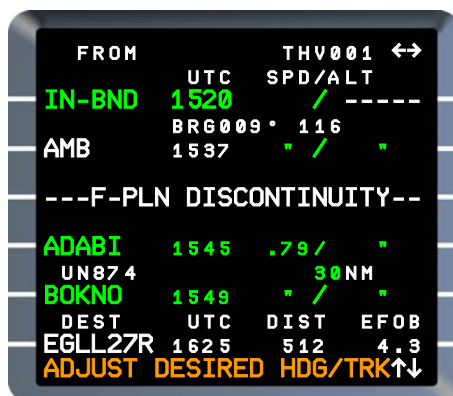 FROM THV001 ↔
UTC SPD/ALT
IN-BND 1520 / -----
BRG009° 116
AMB 1537 " / "
---F-PLN DISCONTINUITY--
ADABI 1545 .79/ "
UN874 30NM
BOKNO 1549 " / "
DEST UTC DIST EFOB
EGLL27R 1625 512 4.3
ADJUST DESIRED HDG/TRK↑↓